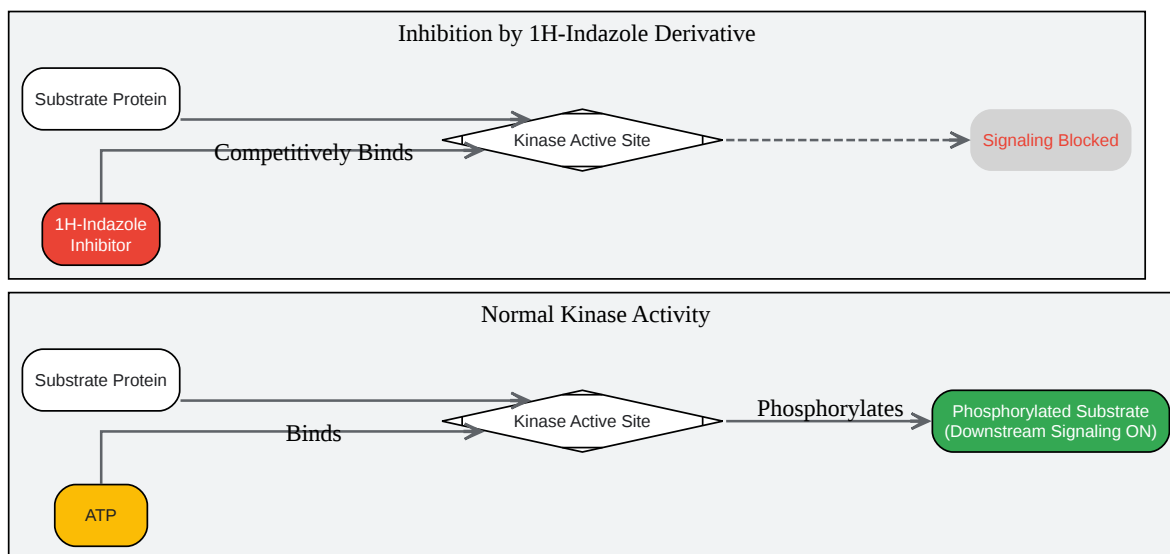 Inhibition by 1H-Indazole Derivative
Substrate Protein
Kinase Active Site
Signaling Blocked
Competitively Binds
1H-Indazole
Inhibitor
Normal Kinase Activity
Substrate Protein
Phosphorylates
Kinase Active Site
Phosphorylated Substrate
(Downstream Signaling ON)
Binds
ATP